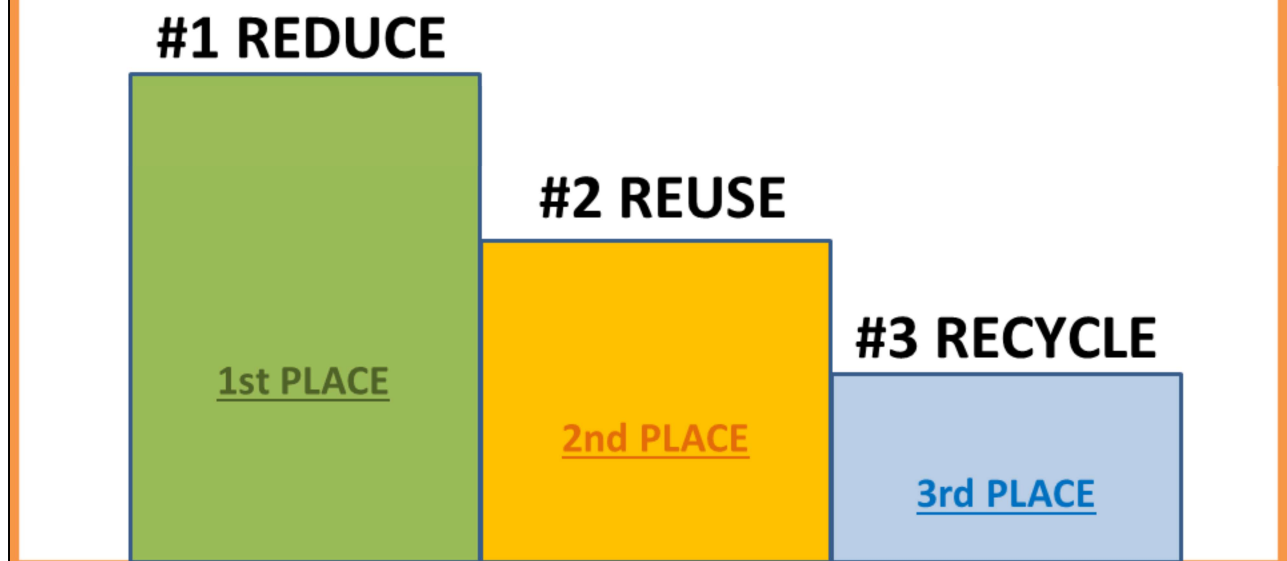 #1 REDUCE
1st PLACE
#2 REUSE
2nd PLACE
#3 RECYCLE
3rd PLACE